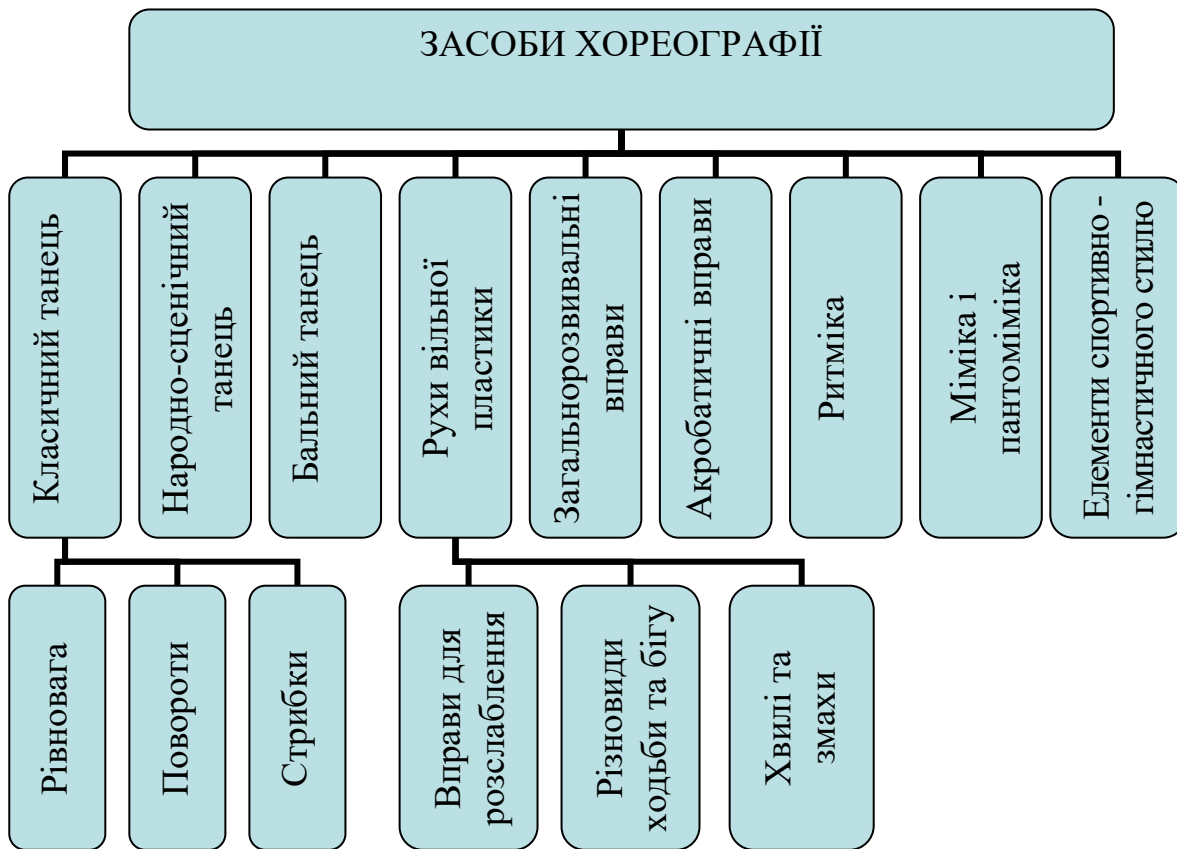 ЗАСОБИ ХОРЕОГРАФІЇ
Класичний танець
Народно-сценічний
танець
Бальний танець
Рухи вільної
пластики
Загальнорозвивальні
вправи
Акробатичні вправи
Ритміка
Міміка і
пантоміміка
Елементи спортивно -
гімнастичного стилю
Рівновага
Повороти
Стрибки
Вправи для
розслаблення
Різновиди
ходьби та бігу
Хвилі та
змахи